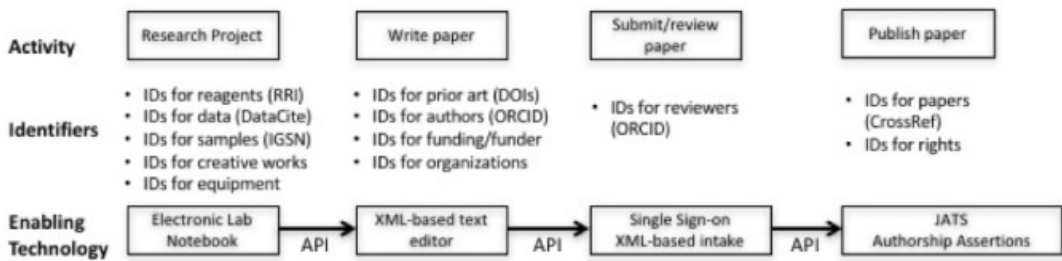 Activity
Research Project
Write paper
Submit/review
paper
Publish paper
Identifiers
• IDs for reagents (RRI)
• IDs for data (DataCite)
• IDs for samples (IGSN)
• IDs for creative works
• IDs for equipment
• IDs for prior art (DOIs)
• IDs for authors (ORCID)
• IDs for funding/funder
• IDs for organizations
• IDs for reviewers
(ORCID)
• IDs for papers
(CrossRef)
• IDs for rights
Enabling
Technology
Electronic Lab
Notebook
API
XML-based text
editor
API
Single Sign-on
XML-based intake
API
JATS
Authorship Assertions